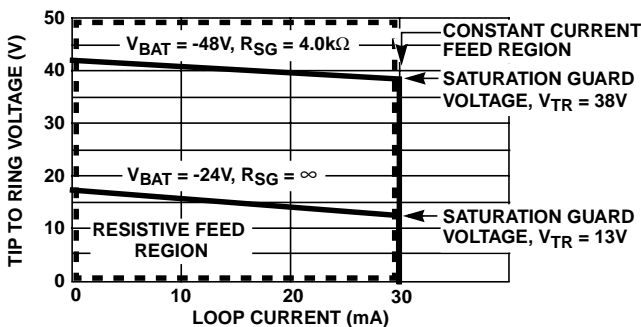 TIP TO RING VOLTAGE (V)
50
40
30
20
10
0
V_BAT = -48V, R_SG = 4.0kΩ
CONSTANT CURRENT
FEED REGION
SATURATION GUARD
VOLTAGE, V_TR = 38V
V_BAT = -24V, R_SG = ∞
RESISTIVE FEED
REGION
SATURATION GUARD
VOLTAGE, V_TR = 13V
0 10 20 30
LOOP CURRENT (mA)